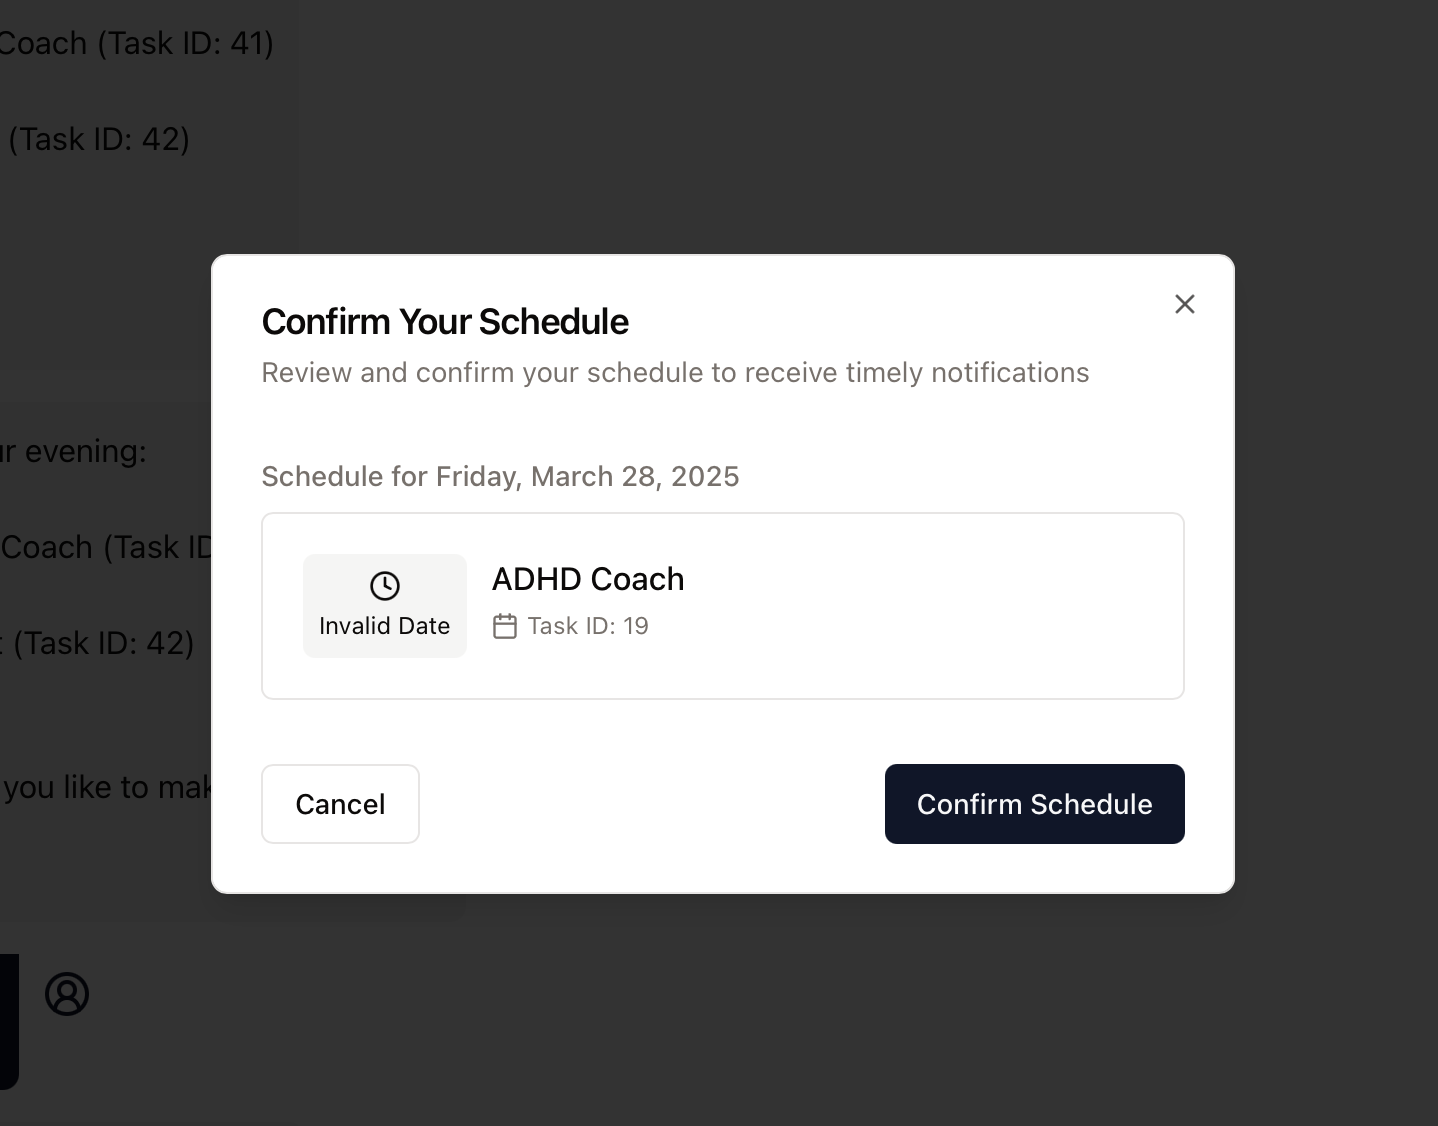 Coach (Task ID: 41)
(Task ID: 42)
Confirm Your Schedule
Review and confirm your schedule to receive timely notifications
evening:
Schedule for Friday, March 28, 2025
Coach (Task ID
ADHD Coach
Invalid Date
Task ID: 19
(Task ID: 42)
you like to mak
Cancel
Confirm Schedule